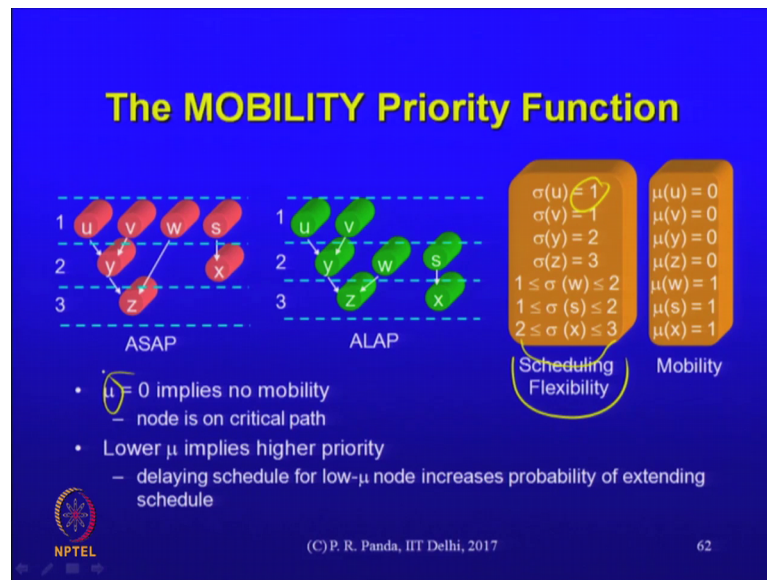 The MOBILITY Priority Function
1 u v w s
2 y x
3 z
ASAP
1 u v
2 y w s
3 z x
ALAP
σ(u) = 1
σ(v) = 1
σ(y) = 2
σ(z) = 3
1 ≤ σ (w) ≤ 2
1 ≤ σ (s) ≤ 2
2 ≤ σ (x) ≤ 3
Scheduling
Flexibility
μ(u) = 0
μ(v) = 0
μ(y) = 0
μ(z) = 0
μ(w) = 1
μ(s) = 1
μ(x) = 1
Mobility
• μ = 0 implies no mobility
– node is on critical path
• Lower μ implies higher priority
– delaying schedule for low-μ node increases probability of extending
schedule
NPTEL
(C) P. R. Panda, IIT Delhi, 2017
62